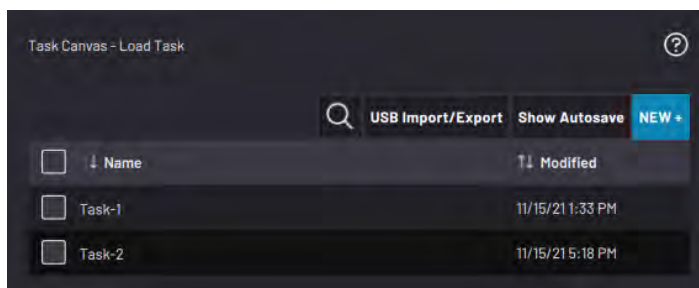 Task Canvas - Load Task
USB Import/Export Show Autosave NEW +
Name Modified
Task-1 11/15/21 1:33 PM
Task-2 11/15/21 5:18 PM